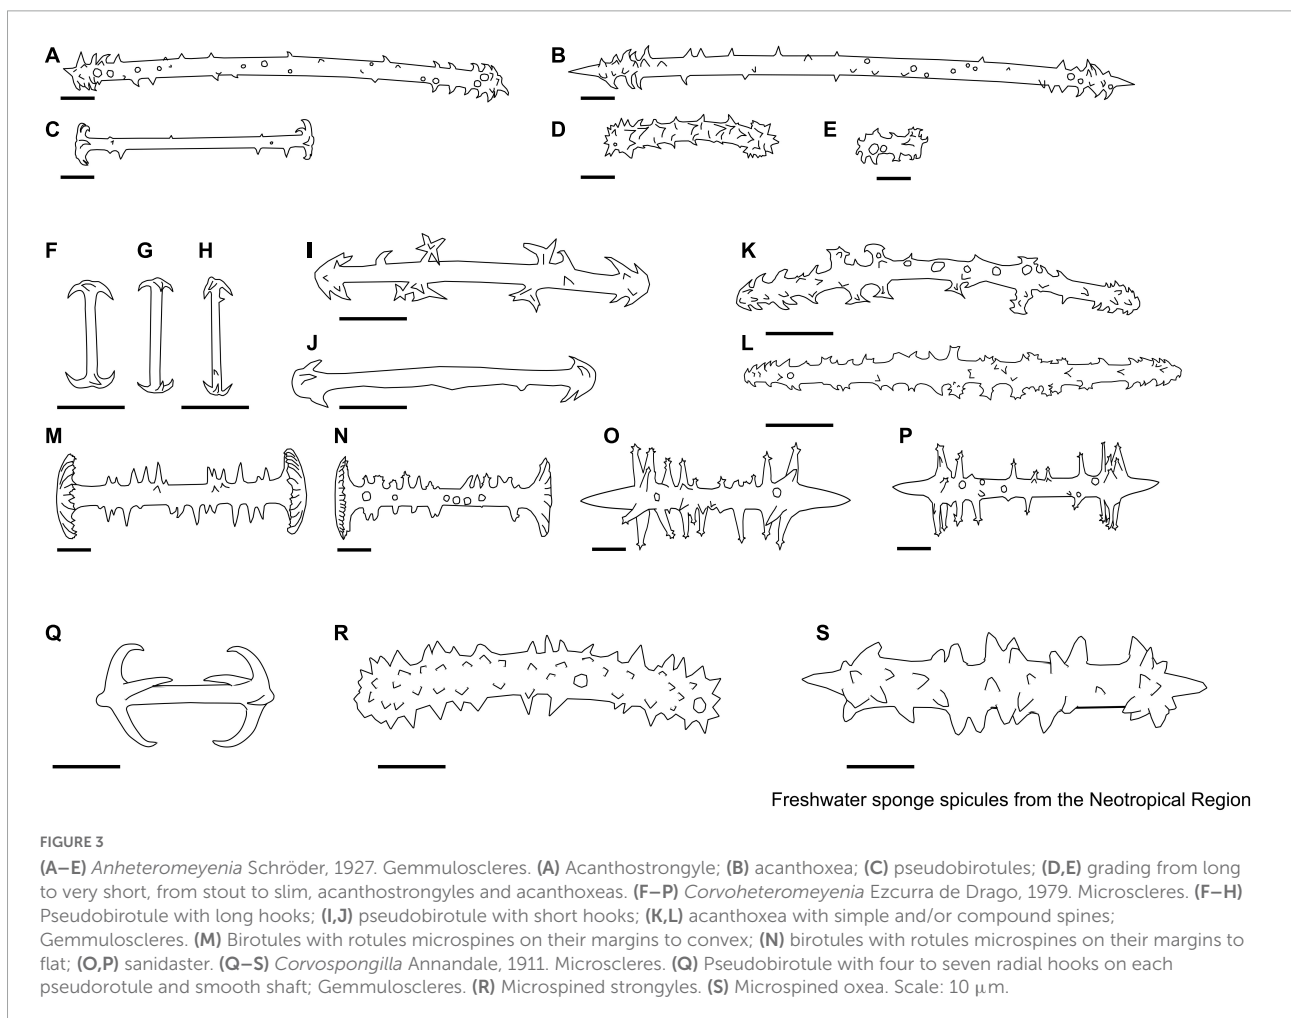 A
B
C
D
E
F
G
H
I
K
J
L
M
N
O
P
Q
R
S
Freshwater sponge spicules from the Neotropical Region
FIGURE 3
(A–E) Anheteromeyenia Schröder, 1927. Gemmuloscleres. (A) Acanthostrongyle; (B) acanthoxea; (C) pseudobirotules; (D,E) grading from long
to very short, from stout to slim, acanthostrongyles and acanthoxeas. (F–P) Corvoheteromeyenia Ezcurra de Drago, 1979. Microscleres. (F–H)
Pseudobirotule with long hooks; (I,J) pseudobirotule with short hooks; (K,L) acanthoxea with simple and/or compound spines;
Gemmuloscleres. (M) Birotules with rotules microspines on their margins to convex; (N) birotules with rotules microspines on their margins to
flat; (O,P) sanidaster. (Q–S) Corvospongilla Annandale, 1911. Microscleres. (Q) Pseudobirotule with four to seven radial hooks on each
pseudorotule and smooth shaft; Gemmuloscleres. (R) Microspined strongyles. (S) Microspined oxea. Scale: 10 μm.